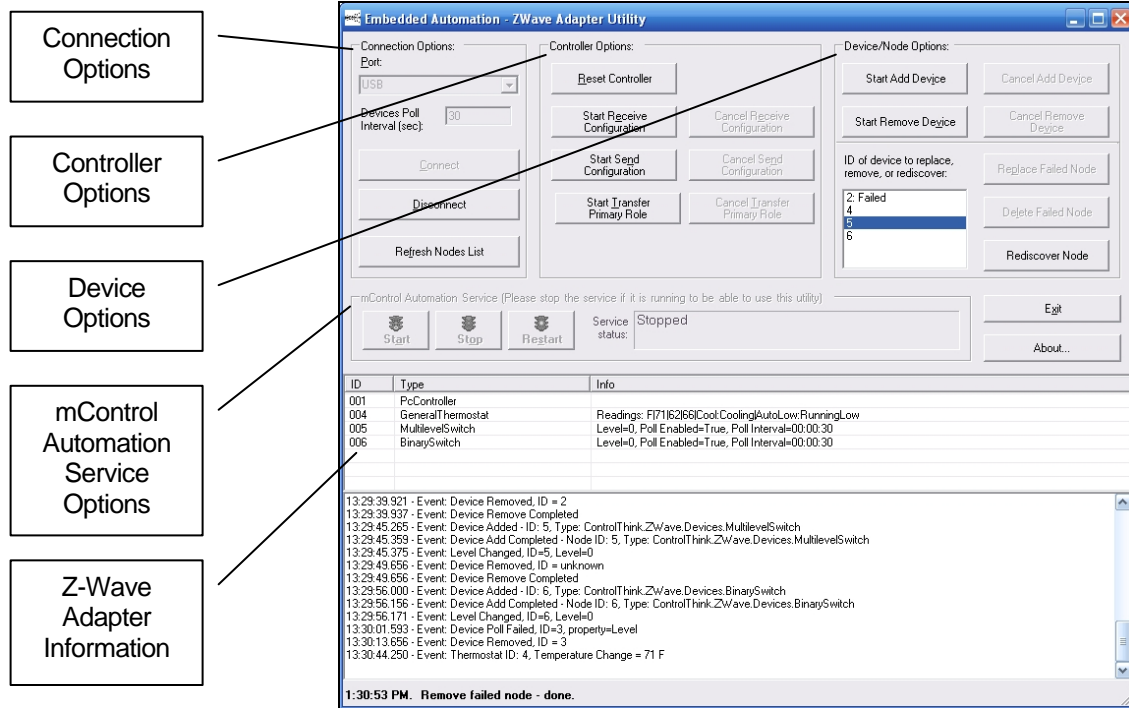 Connection
Options
Controller
Options
Device
Options
mControl
Automation
Service
Options
Z-Wave
Adapter
Information
Embedded Automation - ZWave Adapter Utility
Connection Options:
Port:
USB
Devices Poll
Interval (sec):
30
Connect
Disconnect
Refresh Nodes List
Controller Options:
Reset Controller
Start Receive
Configuration
Cancel Receive
Configuration
Start Send
Configuration
Cancel Send
Configuration
Start Transfer
Primary Role
Cancel Transfer
Primary Role
Device/Node Options:
Start Add Device
Cancel Add Device
Start Remove Device
Cancel Remove
Device
ID of device to replace,
remove, or rediscover:
2: Failed
4
5
6
Replace Failed Node
Delete Failed Node
Rediscover Node
mControl Automation Service (Please stop the service if it is running to be able to use this utility)
Start
Stop
Restart
Service
status:
Stopped
Exit
About...
ID Type Info
001 PcController
004 GeneralThermostat Readings: F|71|62|66|Cool:Cooling|AutoLow:RunningLow
005 MultilevelSwitch Level=0, Poll Enabled=True, Poll Interval=00:00:30
006 BinarySwitch Level=0, Poll Enabled=True, Poll Interval=00:00:30
13:29:39.921 - Event: Device Removed, ID = 2
13:29:39.937 - Event: Device Remove Completed
13:29:45.265 - Event: Device Added - ID: 5, Type: ControlThink.ZWave.Devices.MultilevelSwitch
13:29:45.359 - Event: Device Add Completed - Node ID: 5, Type: ControlThink.ZWave.Devices.MultilevelSwitch
13:29:45.375 - Event: Level Changed, ID=5, Level=0
13:29:49.656 - Event: Device Removed, ID = unknown
13:29:49.656 - Event: Device Remove Completed
13:29:56.000 - Event: Device Added - ID: 6, Type: ControlThink.ZWave.Devices.BinarySwitch
13:29:56.156 - Event: Device Add Completed - Node ID: 6, Type: ControlThink.ZWave.Devices.BinarySwitch
13:29:56.171 - Event: Level Changed, ID=6, Level=0
13:30:01.593 - Event: Device Poll Failed, ID=3, property=Level
13:30:13.656 - Event: Device Removed, ID = 3
13:30:44.250 - Event: Thermostat ID: 4, Temperature Change = 71 F
1:30:53 PM. Remove failed node - done.